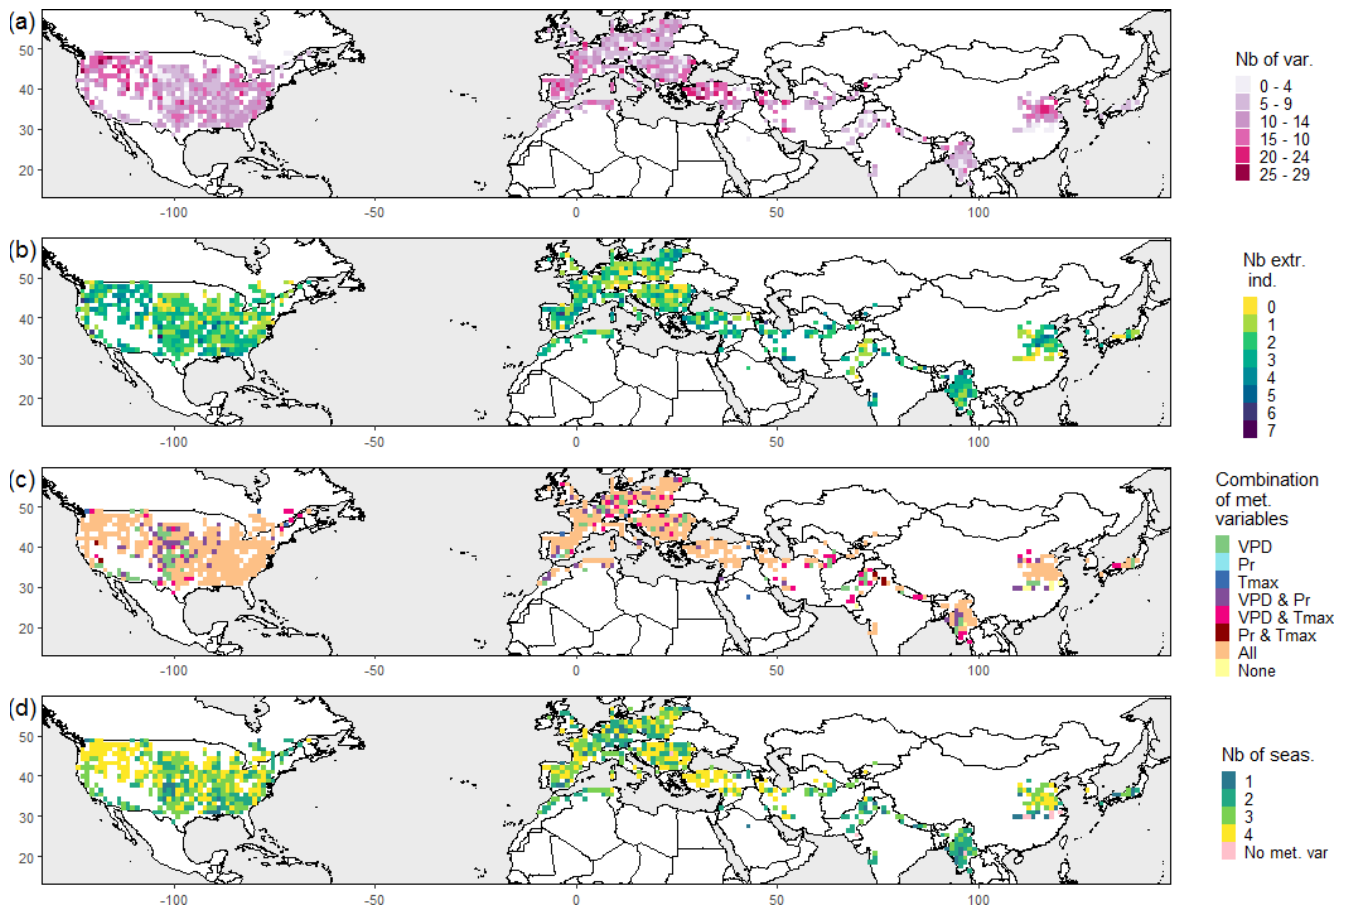 (a)
50
40
30
20
-100
-50
0
50
100
Nb of var.
0 - 4
5 - 9
10 - 14
15 - 10
20 - 24
25 - 29
(b)
50
40
30
20
-100
-50
0
50
100
Nb extr.
ind.
0
1
2
3
4
5
6
7
(c)
50
40
30
20
-100
-50
0
50
100
Combination
of met.
variables
VPD
Pr
Tmax
VPD & Pr
VPD & Tmax
Pr & Tmax
All
None
(d)
50
40
30
20
-100
-50
0
50
100
Nb of seas.
1
2
3
4
No met. var